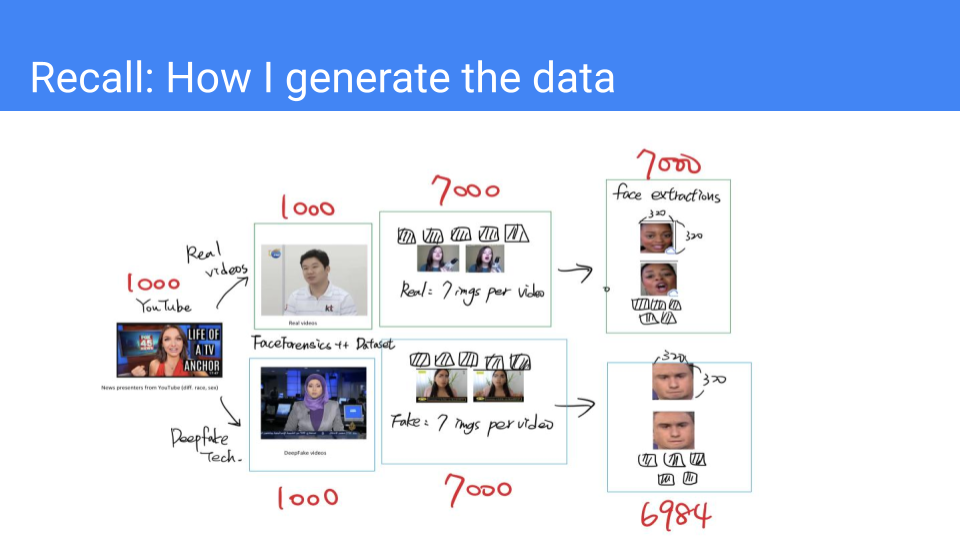 Recall: How I generate the data
1000
YouTube
LIFE OF
A TV
ANCHOR
News presenters from YouTube (diff. race, sex)
Real
videos
Deepfake
Tech.
1000
kt
Real videos
FaceForensics ++ Dataset
Deepfake videos
1000
7000
Real: 7 imgs per video
Fake: 7 imgs per video
7000
7000
face extractions
320
320
320
320
6984